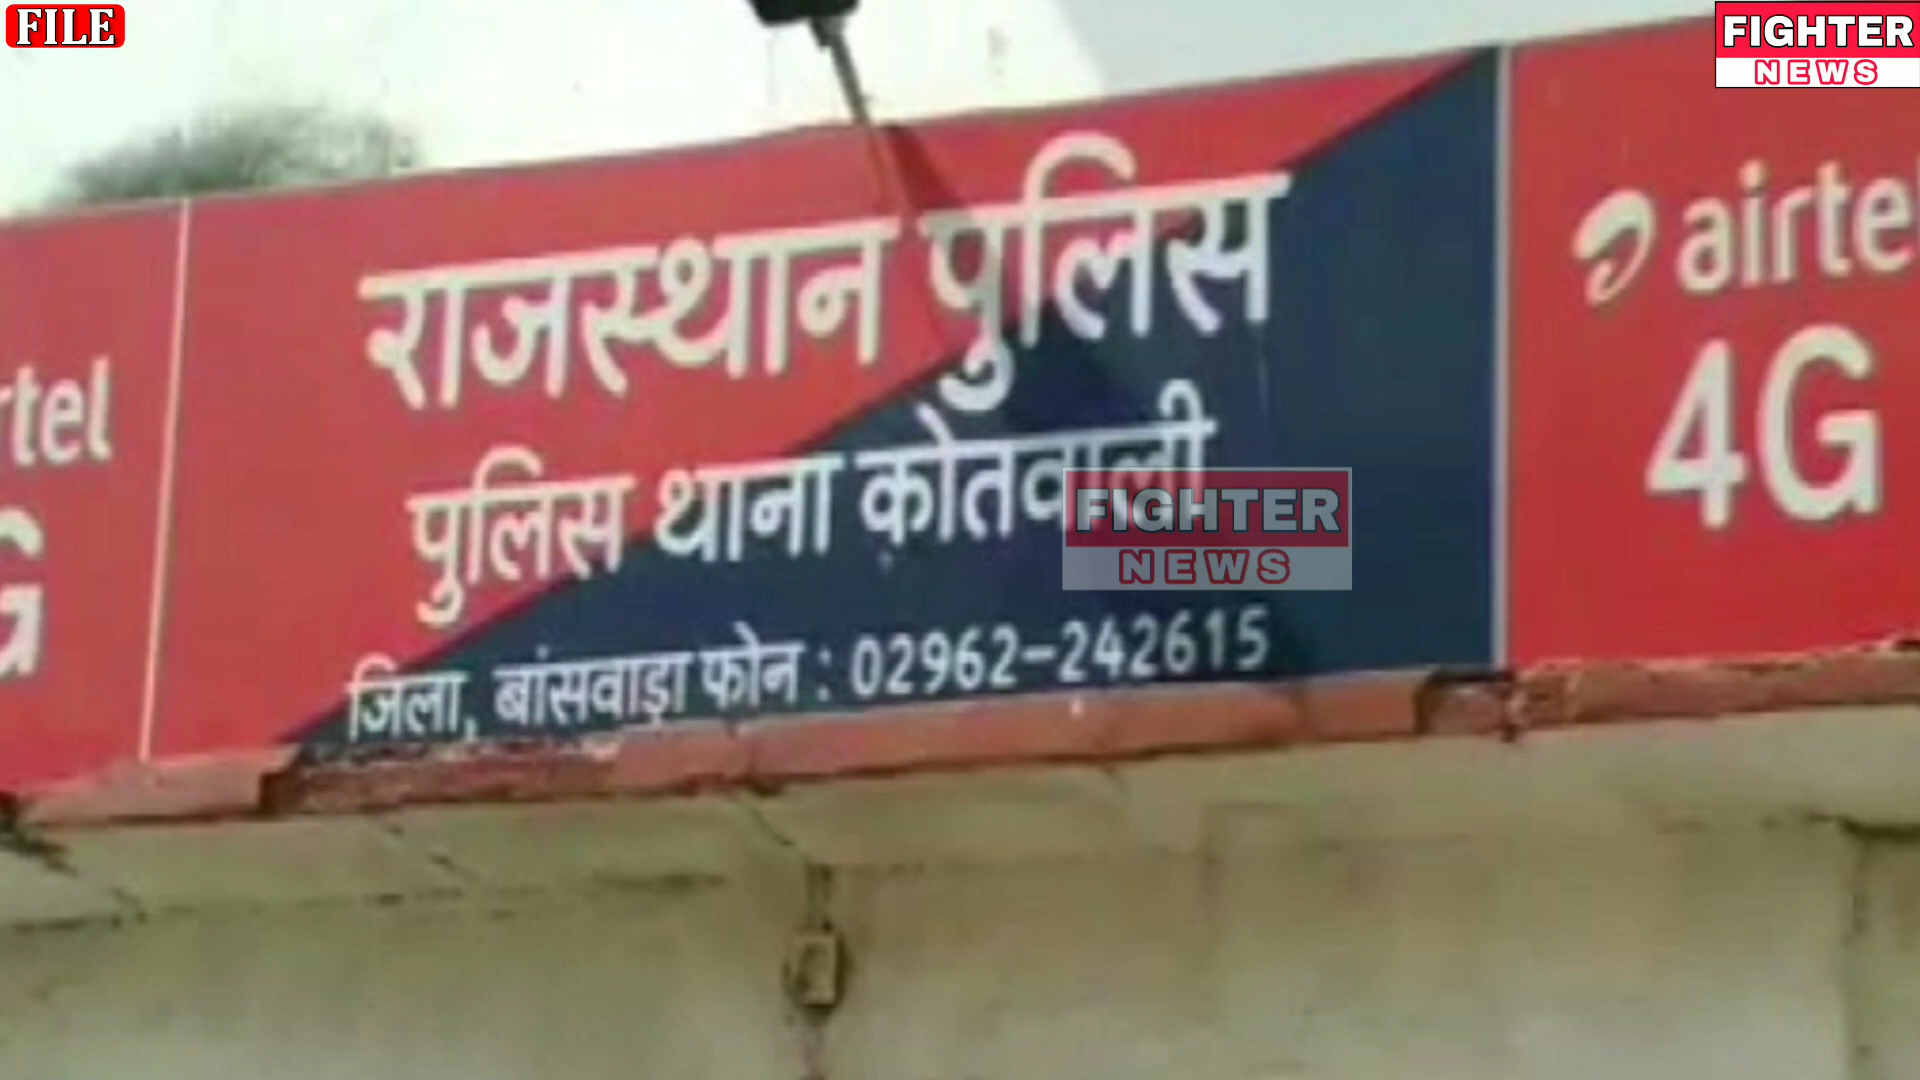 FILE
FIGHTER
NEWS
राजस्थान पुलिस
पुलिस थाना कोतवाली
जिला, बांसवाड़ा फोन : 02962-242615
rtel
G
airtel
4G
FIGHTER
NEWS